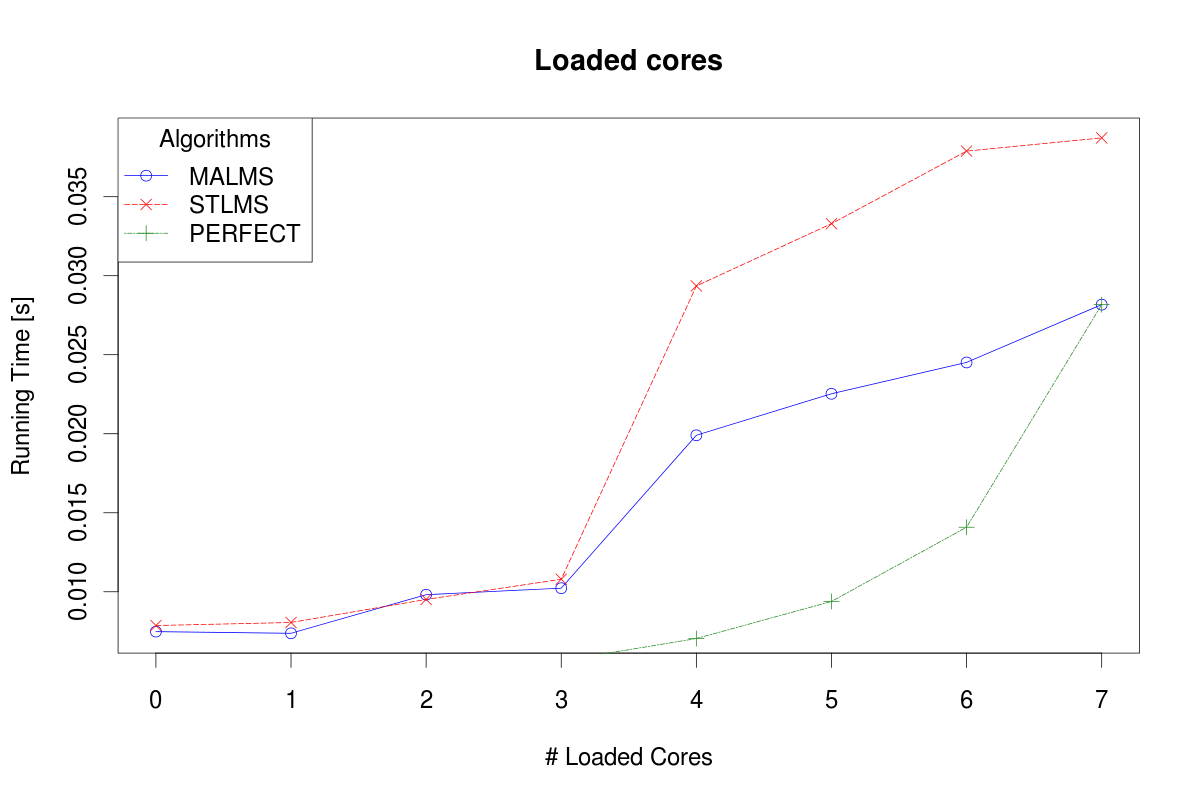 Loaded cores
Algorithms
MALMS
STLMS
PERFECT
Running Time [s]
0.035
0.030
0.025
0.020
0.015
0.010
0 1 2 3 4 5 6 7
# Loaded Cores